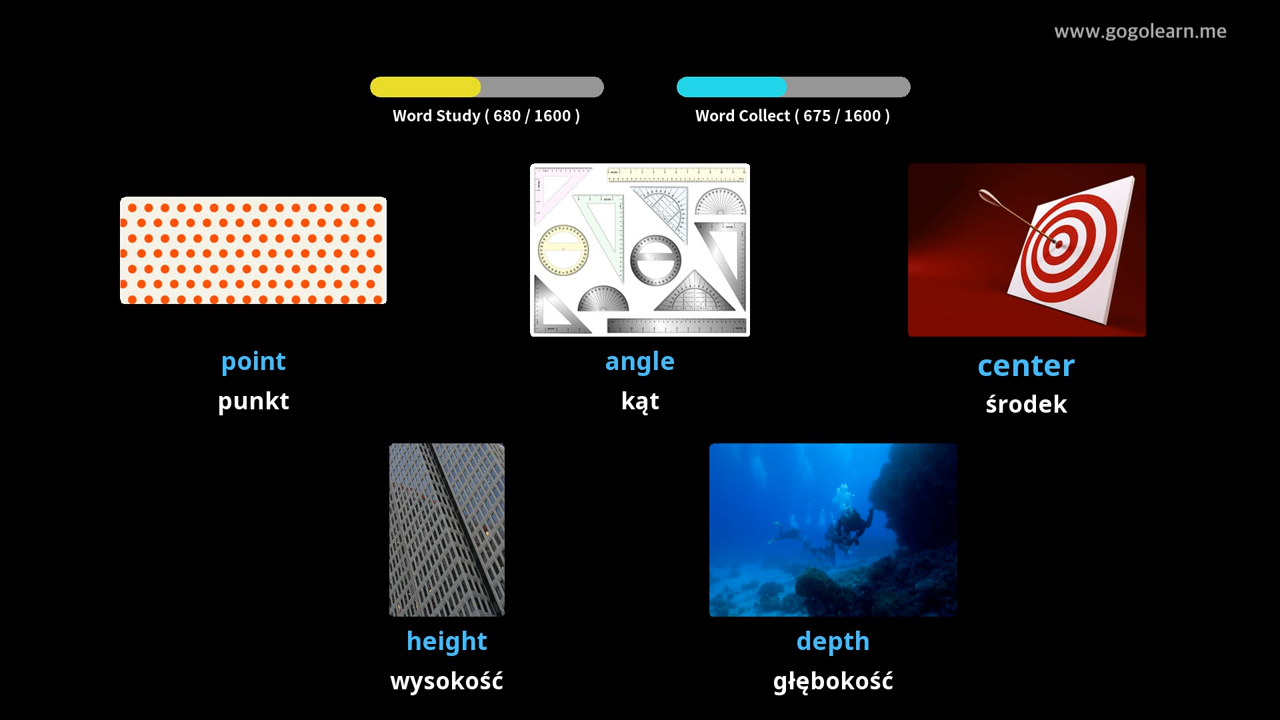 www.gogolearn.me
Word Study ( 680 / 1600 )
Word Collect ( 675 / 1600 )
point
punkt
angle
kąt
center
środek
height
wysokość
depth
głębokość